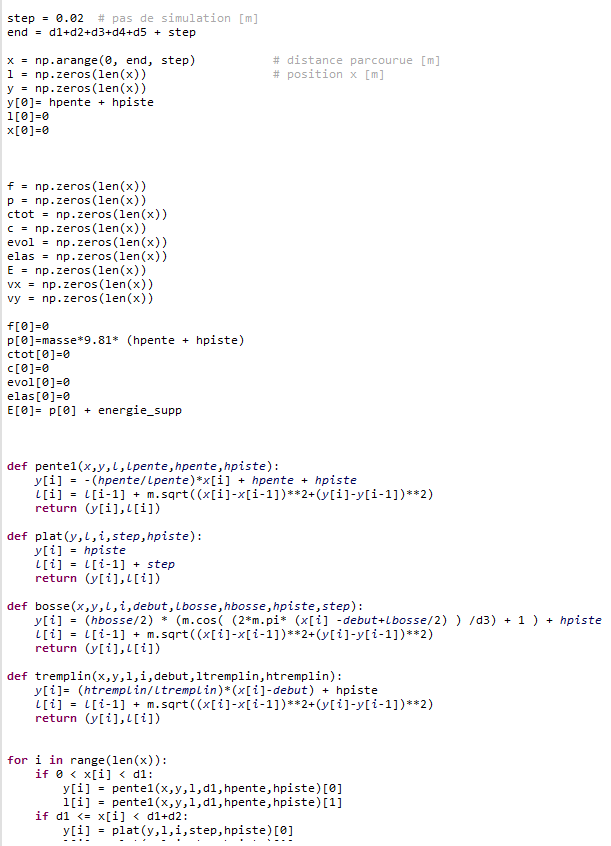 step = 0.02  # pas de simulation [m]
end = d1+d2+d3+d4+d5 + step
x = np.arange(0, end, step)           # distance parcourue [m]
l = np.zeros(len(x))                  # position x [m]
y = np.zeros(len(x))
y[0]= hpente + hpiste
l[0]=0
x[0]=0
f = np.zeros(len(x))
p = np.zeros(len(x))
ctot = np.zeros(len(x))
c = np.zeros(len(x))
evol = np.zeros(len(x))
elas = np.zeros(len(x))
E = np.zeros(len(x))
vx = np.zeros(len(x))
vy = np.zeros(len(x))
f[0]=0
p[0]=masse*9.81* (hpente + hpiste)
ctot[0]=0
c[0]=0
evol[0]=0
elas[0]=0
E[0]= p[0] + energie_supp
def pente1(x,y,l,lpente,hpente,hpiste):
    y[i] = -(hpente/lpente)*x[i] + hpente + hpiste
    l[i] = l[i-1] + m.sqrt((x[i]-x[i-1])**2+(y[i]-y[i-1])**2)
    return (y[i],l[i])
def plat(y,l,i,step,hpiste):
    y[i] = hpiste
    l[i] = l[i-1] + step
    return (y[i],l[i])
def bosse(x,y,l,i,debut,lbosse,hbosse,hpiste,step):
    y[i] = (hbosse/2) * (m.cos( (2*m.pi* (x[i] -debut+lbosse/2) ) /d3) + 1 ) + hpiste
    l[i] = l[i-1] + m.sqrt((x[i]-x[i-1])**2+(y[i]-y[i-1])**2)
    return (y[i],l[i])
def tremplin(x,y,l,i,debut,ltremplin,htremplin):
    y[i]= (htremplin/ltremplin)*(x[i]-debut) + hpiste
    l[i] = l[i-1] + m.sqrt((x[i]-x[i-1])**2+(y[i]-y[i-1])**2)
    return (y[i],l[i])
for i in range(len(x)):
    if 0 < x[i] < d1:
        y[i] = pente1(x,y,l,d1,hpente,hpiste)[0]
        l[i] = pente1(x,y,l,d1,hpente,hpiste)[1]
    if d1 <= x[i] < d1+d2:
        y[i] = plat(y,l,i,step,hpiste)[0]